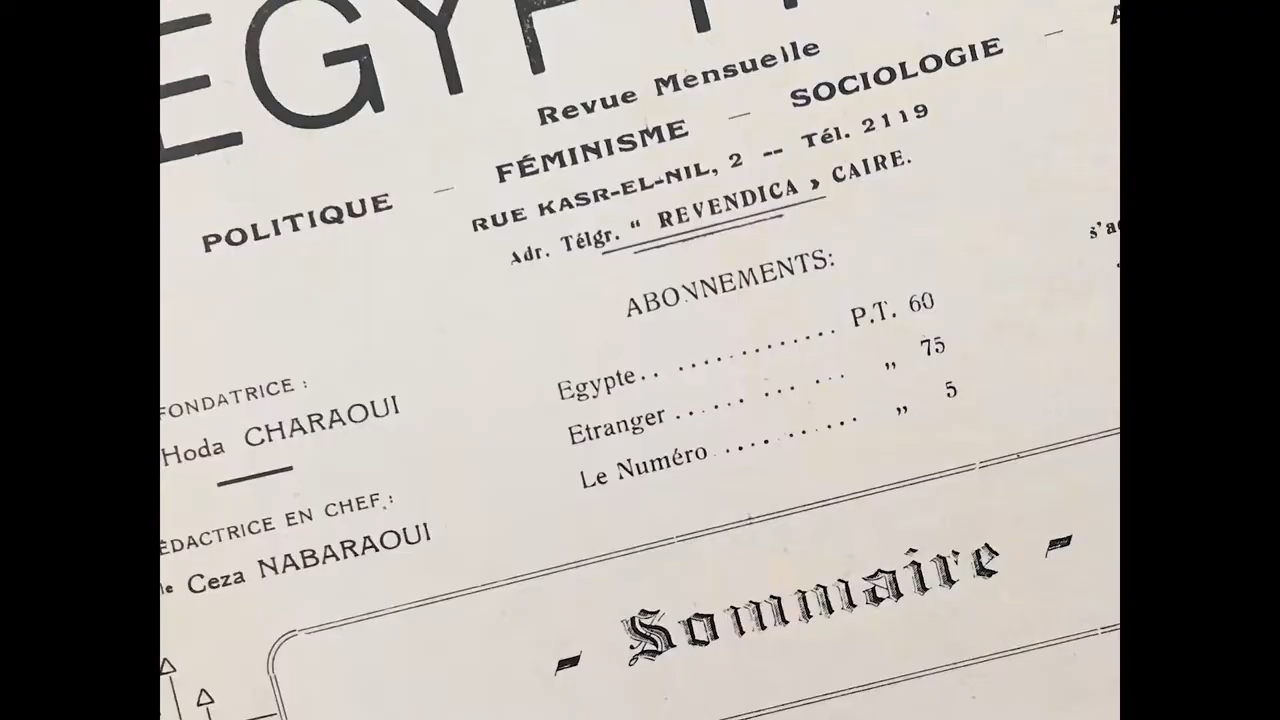 EGYPT
Revue Mensuelle
POLITIQUE — FÉMINISME — SOCIOLOGIE —
RUE KASR-EL-NIL, 2 -- Tél. 2119
Adr. Télgr. “ REVENDICA › CAIRE.
ABONNEMENTS:
Egypte.. ............ P.T. 60
Etranger ...... ... ... „ 75
Le Numéro .... ...... „ 5
FONDATRICE :
Hoda CHARAOUI
ÉDACTRICE EN CHEF.:
le Ceza NABARAOUI
- Sommaire -